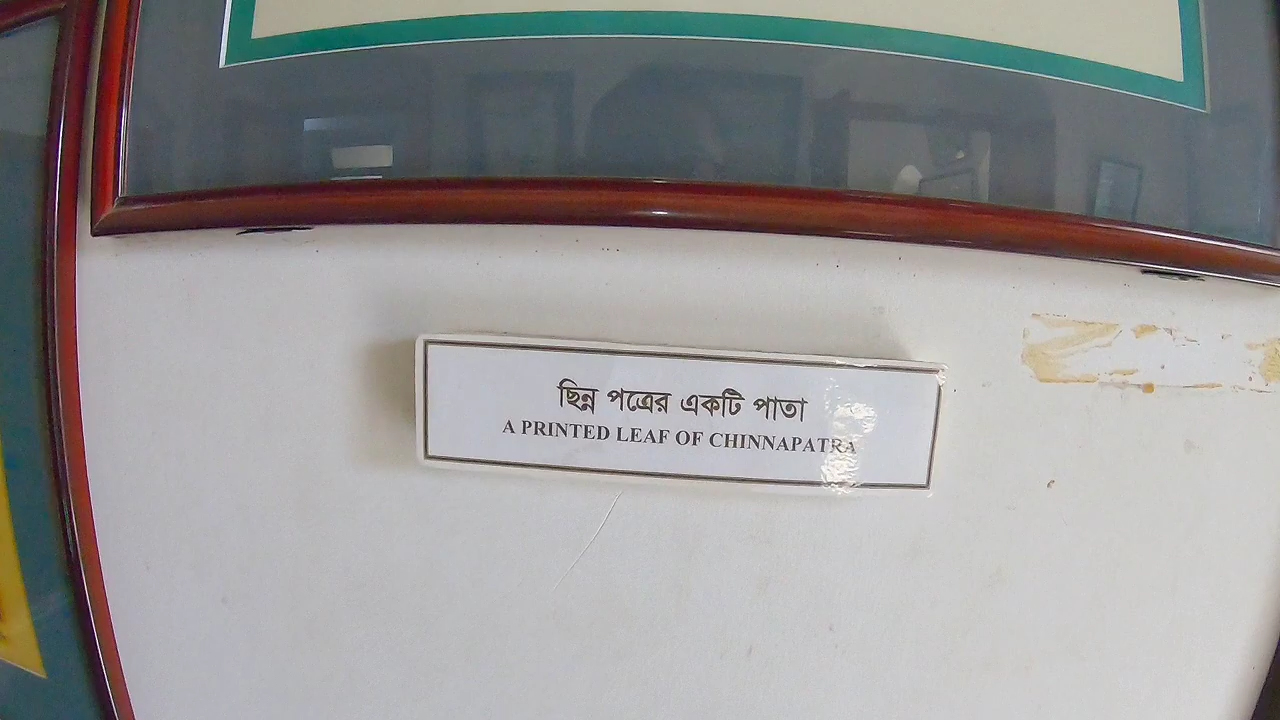 ছিন্ন পত্রের একটি পাতা
A PRINTED LEAF OF CHINNAPATRA